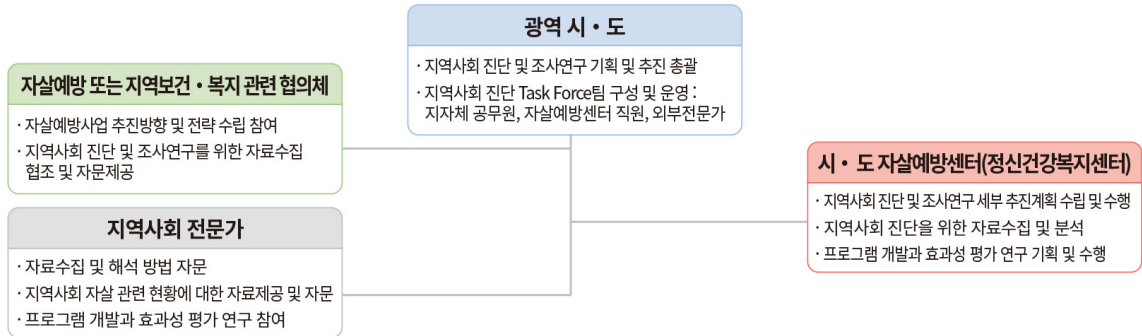 광역 시・도
· 지역사회 진단 및 조사연구 기획 및 추진 총괄
· 지역사회 진단 Task Force팀 구성 및 운영 :
지자체 공무원, 자살예방센터 직원, 외부전문가
자살예방 또는 지역보건・복지 관련 협의체
· 자살예방사업 추진방향 및 전략 수립 참여
· 지역사회 진단 및 조사연구를 위한 자료수집
협조 및 자문제공
시・도 자살예방센터(정신건강복지센터)
· 지역사회 진단 및 조사연구 세부 추진계획 수립 및 수행
· 지역사회 진단을 위한 자료수집 및 분석
· 프로그램 개발과 효과성 평가 연구 기획 및 수행
지역사회 전문가
· 자료수집 및 해석 방법 자문
· 지역사회 자살 관련 현황에 대한 자료제공 및 자문
· 프로그램 개발과 효과성 평가 연구 참여